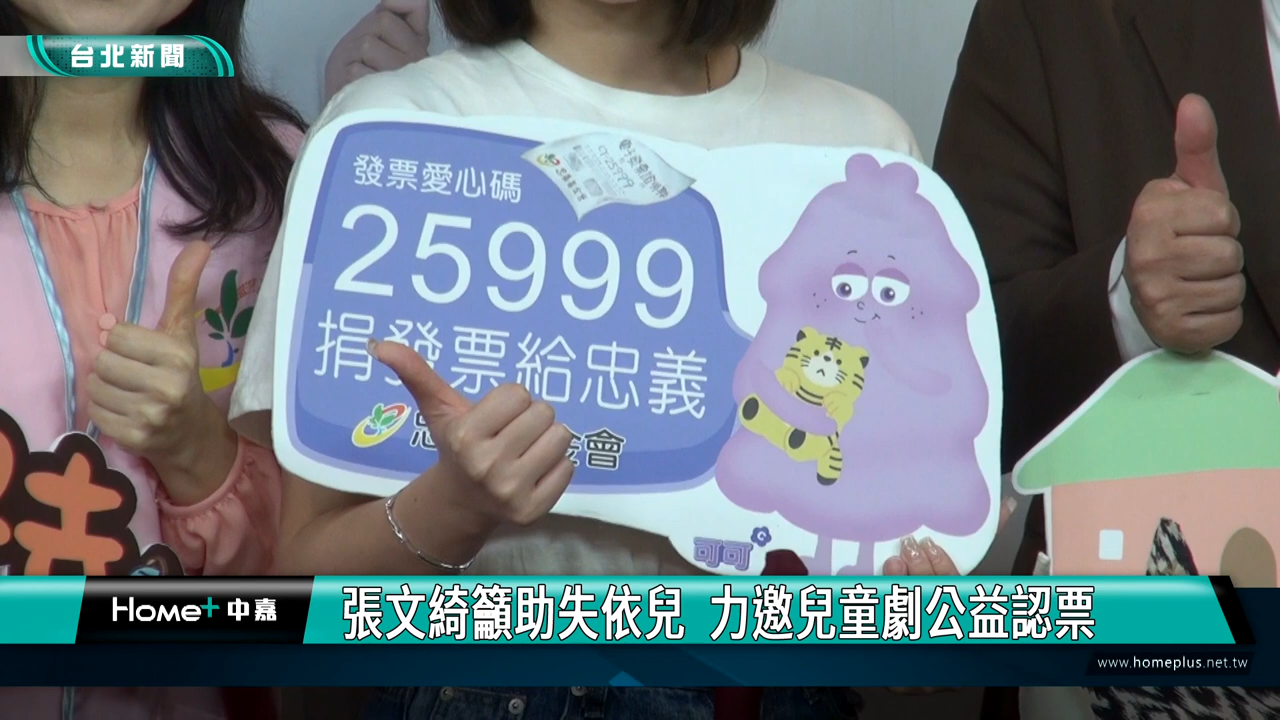 台北新聞
發票愛心碼
25999
捐發票給忠義
會
可可
Home+ 中嘉
張文綺籲助失依兒 力邀兒童劇公益認票
www.homeplus.net.tw